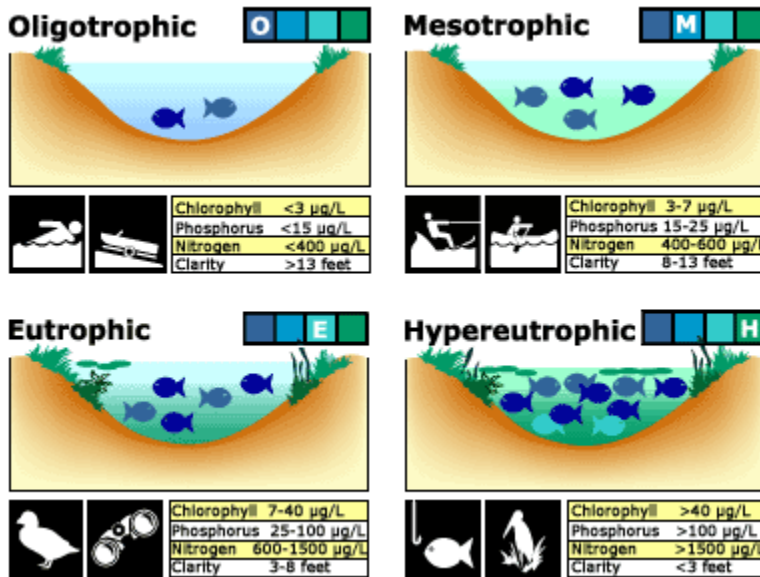 Oligotrophic
O
Chlorophyll <3 µg/L
Phosphorus <15 µg/L
Nitrogen <400 µg/L
Clarity >13 feet
Mesotrophic
M
Chlorophyll 3-7 µg/L
Phosphorus 15-25 µg/L
Nitrogen 400-600 µg/L
Clarity 8-13 feet
Eutrophic
E
Chlorophyll 7-40 µg/L
Phosphorus 25-100 µg/L
Nitrogen 600-1500 µg/L
Clarity 3-8 feet
Hypereutrophic
H
Chlorophyll >40 µg/L
Phosphorus >100 µg/L
Nitrogen >1500 µg/L
Clarity <3 feet